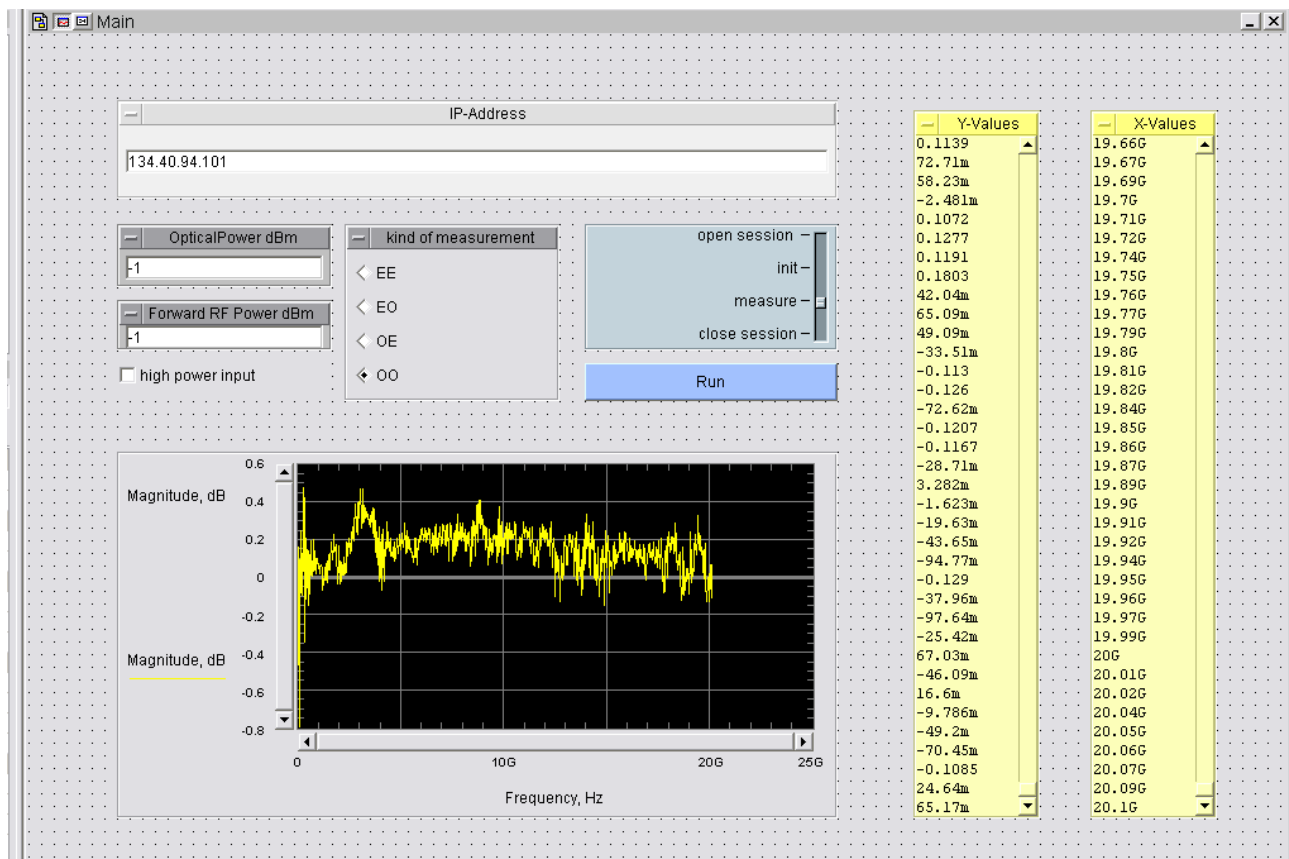 Main
IP-Address
134.40.94.101
OpticalPower dBm
-1
Forward RF Power dBm
-1
high power input
kind of measurement
EE
EO
OE
OO
open session
init
measure
close session
Run
Magnitude, dB
Magnitude, dB
0.6
0.4
0.2
0
-0.2
-0.4
-0.6
-0.8
0
10G
20G
25G
Frequency, Hz
Y-Values
0.1139
72.71m
58.23m
-2.481m
0.1072
0.1277
0.1191
0.1803
42.04m
65.09m
49.09m
-33.51m
-0.113
-0.126
-72.62m
-0.1207
-0.1167
-28.71m
3.282m
-1.623m
-19.63m
-43.65m
-94.77m
-0.129
-37.96m
-97.64m
-25.42m
67.03m
-46.09m
16.6m
-9.786m
-49.2m
-70.45m
-0.1085
24.64m
65.17m
X-Values
19.66G
19.67G
19.69G
19.7G
19.71G
19.72G
19.74G
19.75G
19.76G
19.77G
19.79G
19.8G
19.81G
19.82G
19.84G
19.85G
19.86G
19.87G
19.89G
19.9G
19.91G
19.92G
19.94G
19.95G
19.96G
19.97G
19.99G
20G
20.01G
20.02G
20.04G
20.05G
20.06G
20.07G
20.09G
20.1G